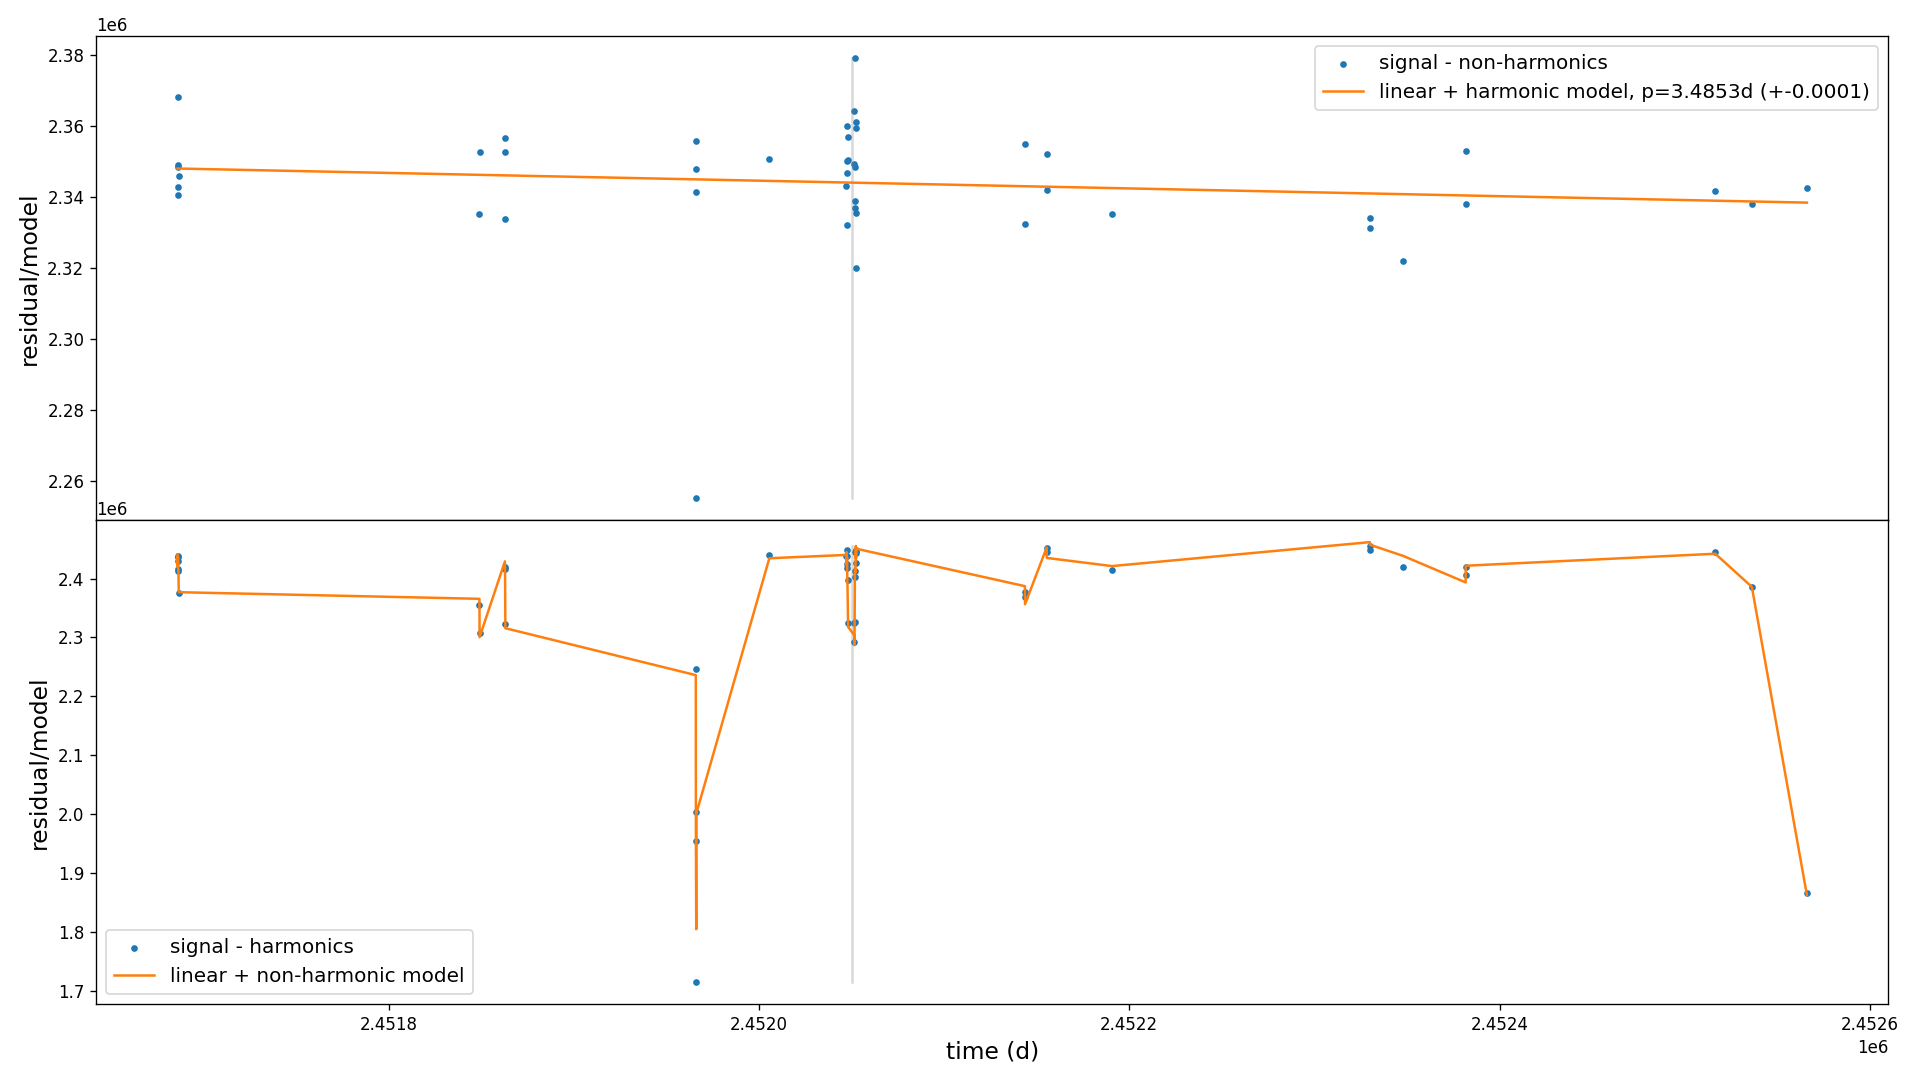 1e6
2.38
2.36
2.34
2.32
2.30
2.28
2.26
residual/model
signal - non-harmonics
linear + harmonic model, p=3.4853d (+-0.0001)
1e6
2.4
2.3
2.2
2.1
2.0
1.9
1.8
1.7
residual/model
signal - harmonics
linear + non-harmonic model
2.4518
2.4520
2.4522
2.4524
2.4526
1e6
time (d)